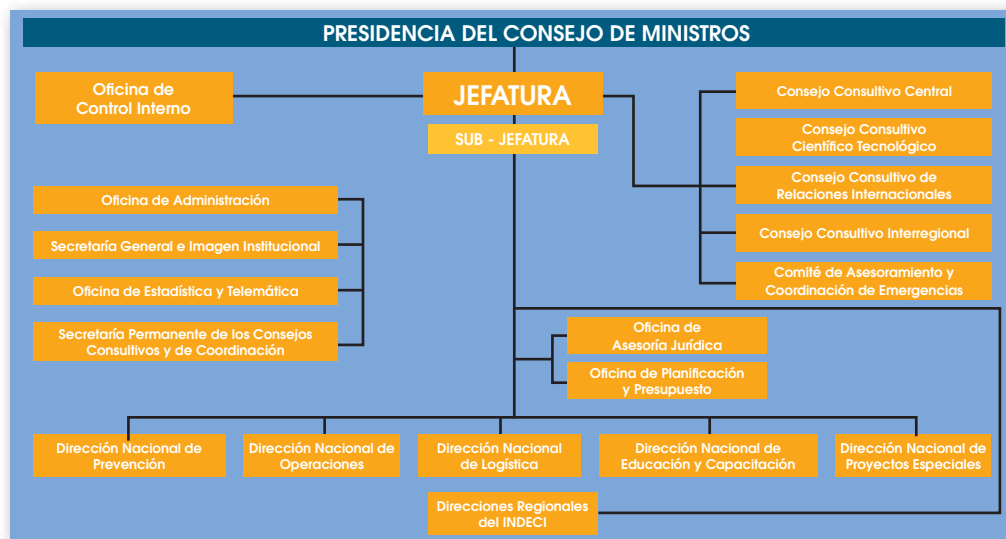 PRESIDENCIA DEL CONSEJO DE MINISTROS
Oficina de
Control Interno
JEFATURA
SUB - JEFATURA
Consejo Consultivo Central
Consejo Consultivo
Científico Tecnológico
Consejo Consultivo de
Relaciones Internacionales
Consejo Consultivo Interregional
Comité de Asesoramiento y
Coordinación de Emergencias
Oficina de Administración
Secretaría General e Imagen Institucional
Oficina de Estadística y Telemática
Secretaría Permanente de los Consejos
Consultivos y de Coordinación
Oficina de
Asesoría Jurídica
Oficina de Planificación
y Presupuesto
Dirección Nacional de
Prevención
Dirección Nacional de
Operaciones
Dirección Nacional
de Logística
Dirección Nacional de
Educación y Capacitación
Dirección Nacional de
Proyectos Especiales
Direcciones Regionales
del INDECI